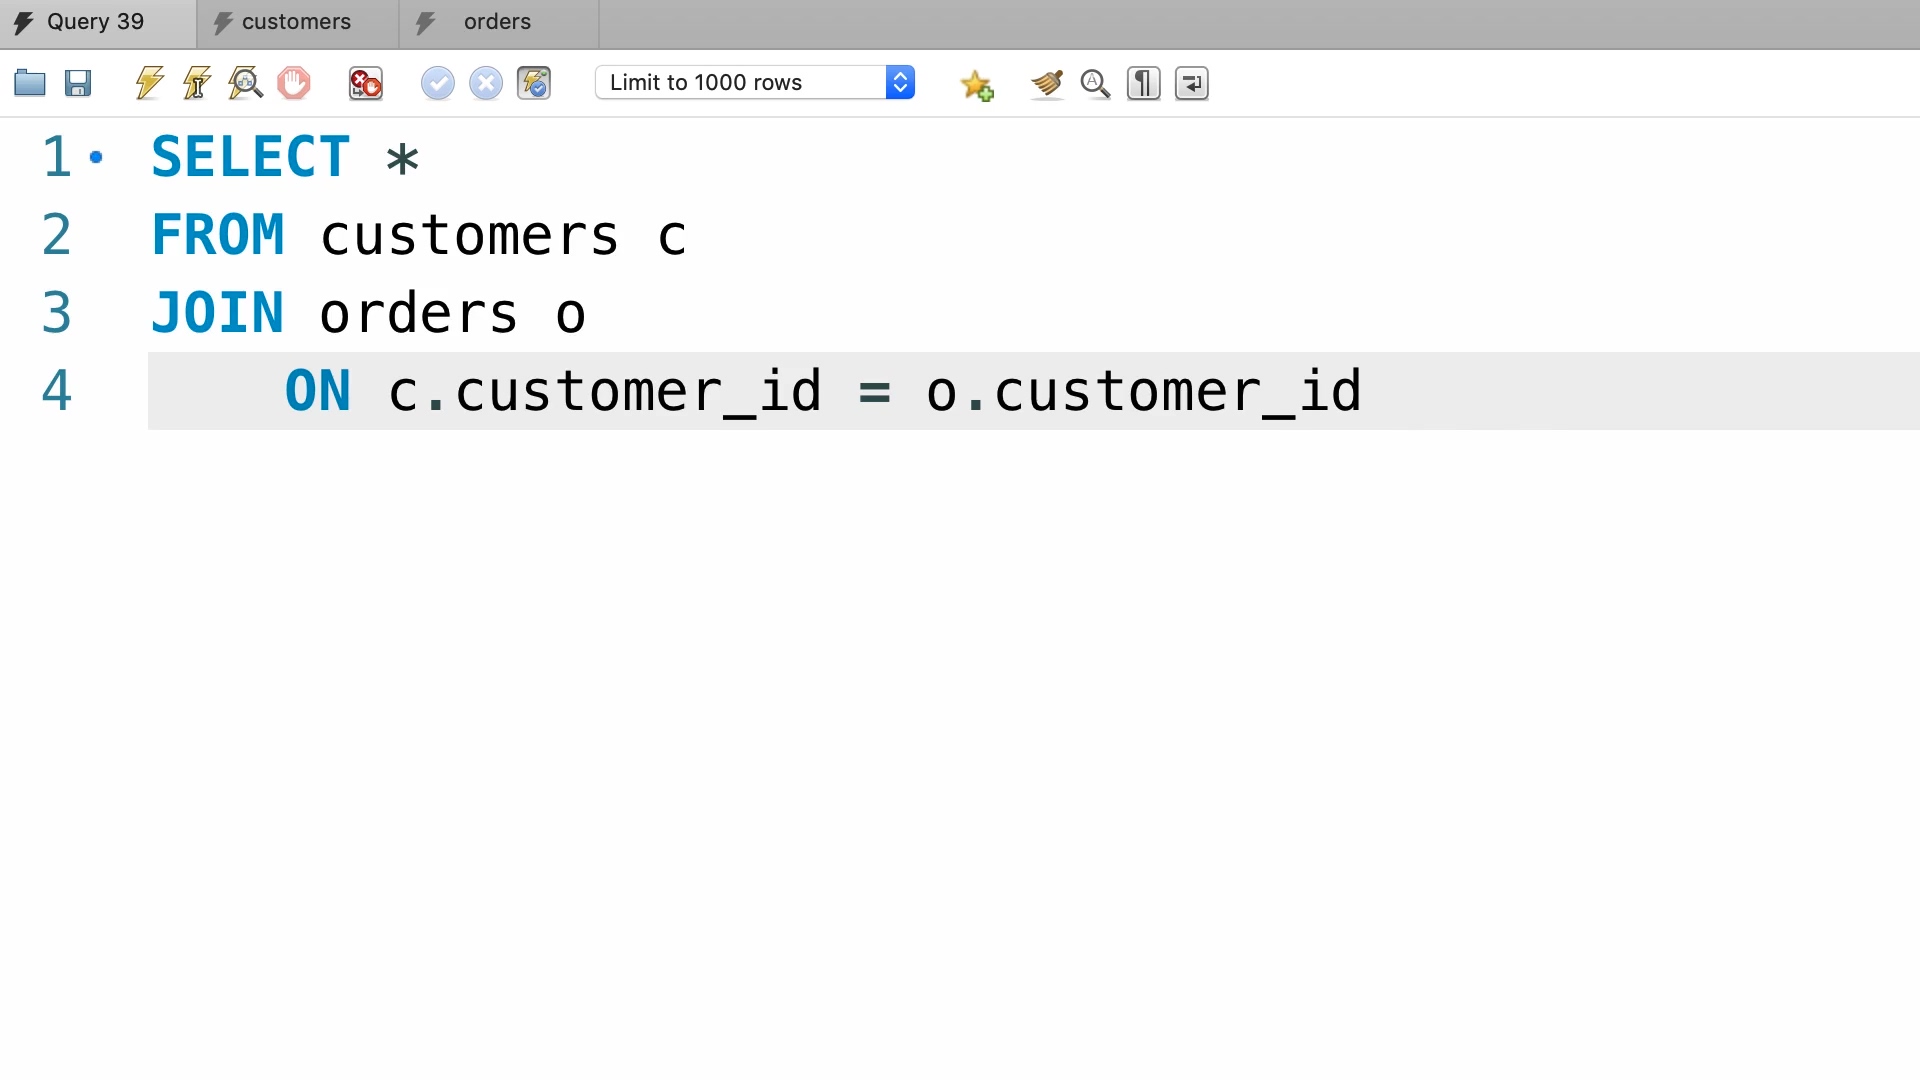 Query 39
customers
orders
Limit to 1000 rows
1 SELECT *
2 FROM customers c
3 JOIN orders o
4 ON c.customer_id = o.customer_id